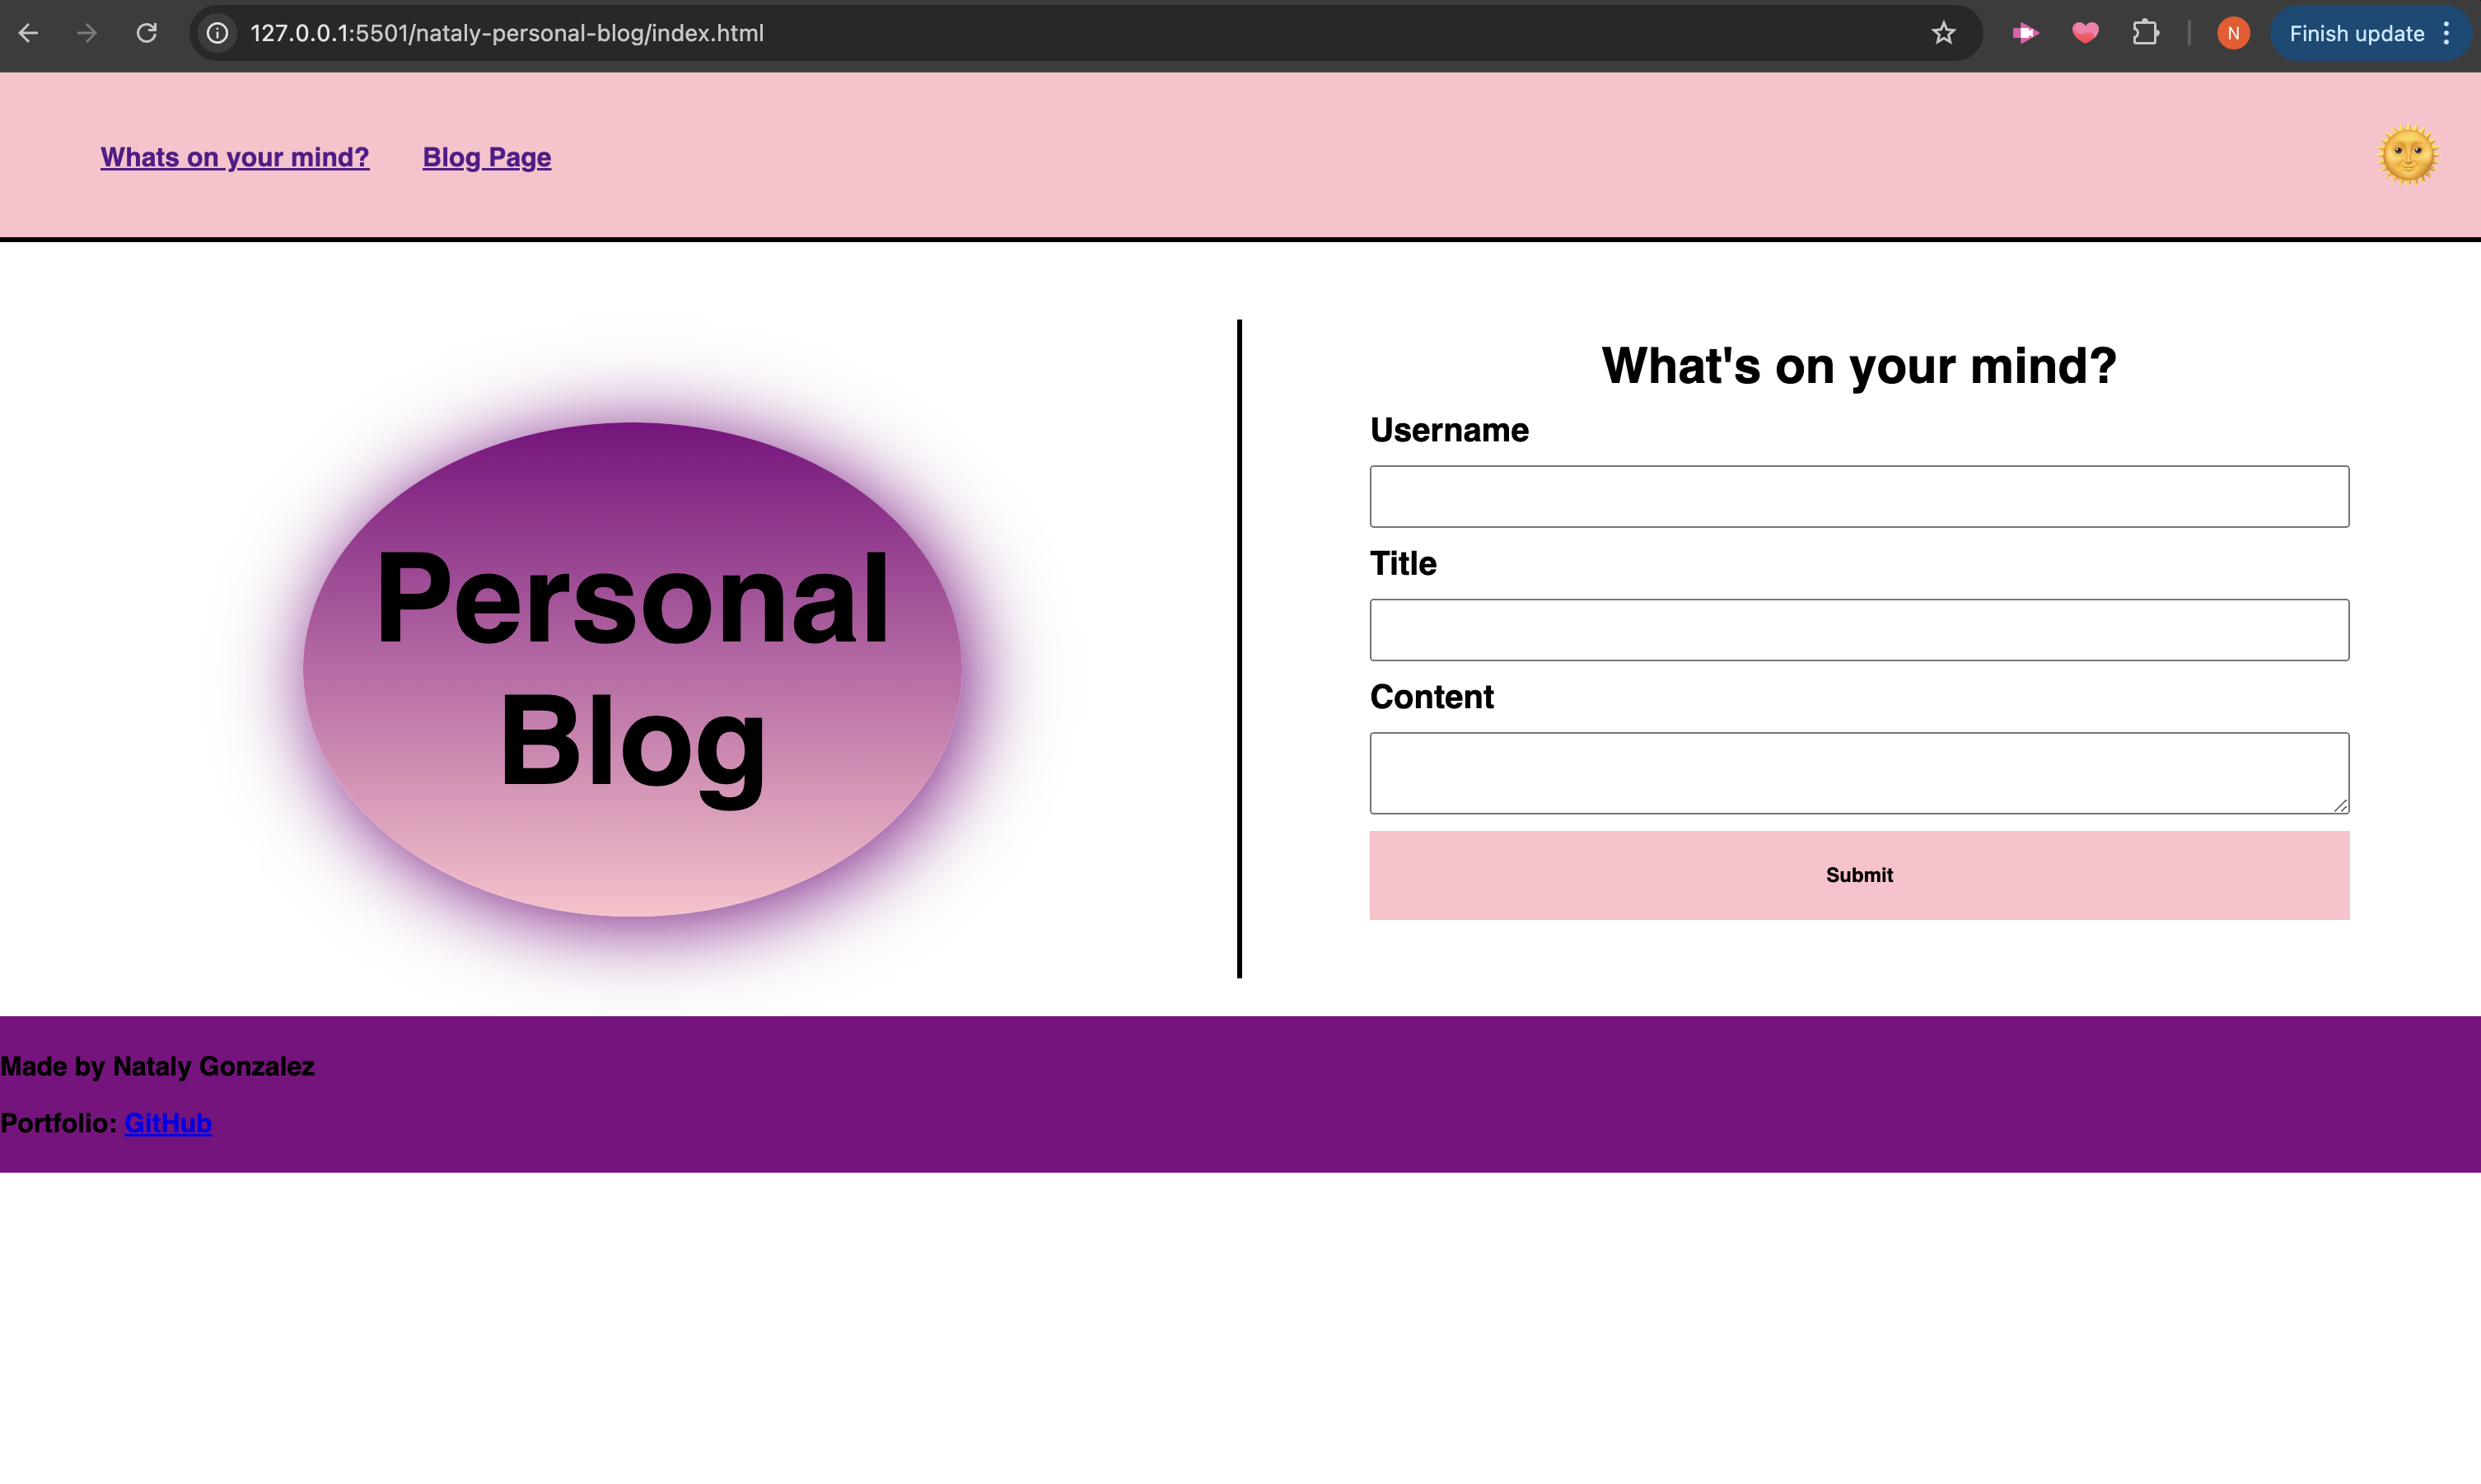 127.0.0.1:5501/nataly-personal-blog/index.html
N
Finish update
Whats on your mind? Blog Page
Personal
Blog
What's on your mind?
Username
Title
Content
Submit
Made by Nataly Gonzalez
Portfolio: GitHub